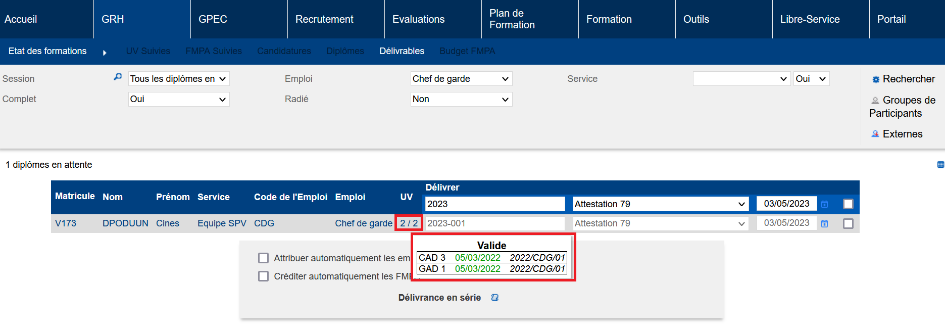 Accueil GRH GPEC Recrutement Evaluations Plan de Formation Formation Outils Libre-Service Portail
Etat des formations UV Suivies FMPA Suivies Candidatures Diplômes Délivrables Budget FMPA
Session Tous les diplômes en Emploi Chef de garde Service Oui Rechercher
Complet Oui Radié Non Groupes de Participants
Externes
1 diplômes en attente
Délivrer
Matricule Nom Prénom Service Code de l'Emploi Emploi UV 2023 Attestation 79 03/05/2023
V173 DPODUUN Cines Equipe SPV CDG Chef de garde 2 / 2 2023-001 Attestation 79 03/05/2023
Valide
Attribuer automatiquement les em CAD 3 05/03/2022 2022/CDG/01
Créditer automatiquement les FM GAD 1 05/03/2022 2022/CDG/01
Délivrance en série